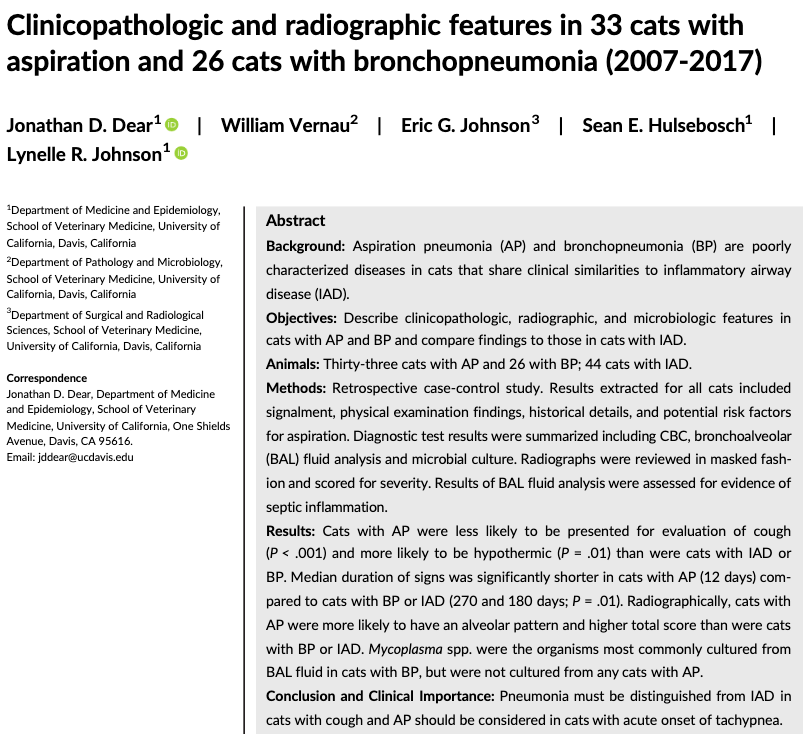 Clinicopathologic and radiographic features in 33 cats with
aspiration and 26 cats with bronchopneumonia (2007-2017)
Jonathan D. Dear1 iD | William Vernau2 | Eric G. Johnson3 | Sean E. Hulsebosch1 |
Lynelle R. Johnson1 iD
1Department of Medicine and Epidemiology,
School of Veterinary Medicine, University of
California, Davis, California
2Department of Pathology and Microbiology,
School of Veterinary Medicine, University of
California, Davis, California
3Department of Surgical and Radiological
Sciences, School of Veterinary Medicine,
University of California, Davis, California
Correspondence
Jonathan D. Dear, Department of Medicine
and Epidemiology, School of Veterinary
Medicine, University of California, One Shields
Avenue, Davis, CA 95616.
Email: jddear@ucdavis.edu
Abstract
Background: Aspiration pneumonia (AP) and bronchopneumonia (BP) are poorly
characterized diseases in cats that share clinical similarities to inflammatory airway
disease (IAD).
Objectives: Describe clinicopathologic, radiographic, and microbiologic features in
cats with AP and BP and compare findings to those in cats with IAD.
Animals: Thirty-three cats with AP and 26 with BP; 44 cats with IAD.
Methods: Retrospective case-control study. Results extracted for all cats included
signalment, physical examination findings, historical details, and potential risk factors
for aspiration. Diagnostic test results were summarized including CBC, bronchoalveolar
(BAL) fluid analysis and microbial culture. Radiographs were reviewed in masked fash-
ion and scored for severity. Results of BAL fluid analysis were assessed for evidence of
septic inflammation.
Results: Cats with AP were less likely to be presented for evaluation of cough
(P < .001) and more likely to be hypothermic (P = .01) than were cats with IAD or
BP. Median duration of signs was significantly shorter in cats with AP (12 days) com-
pared to cats with BP or IAD (270 and 180 days; P = .01). Radiographically, cats with
AP were more likely to have an alveolar pattern and higher total score than were cats
with BP or IAD. Mycoplasma spp. were the organisms most commonly cultured from
BAL fluid in cats with BP, but were not cultured from any cats with AP.
Conclusion and Clinical Importance: Pneumonia must be distinguished from IAD in
cats with cough and AP should be considered in cats with acute onset of tachypnea.